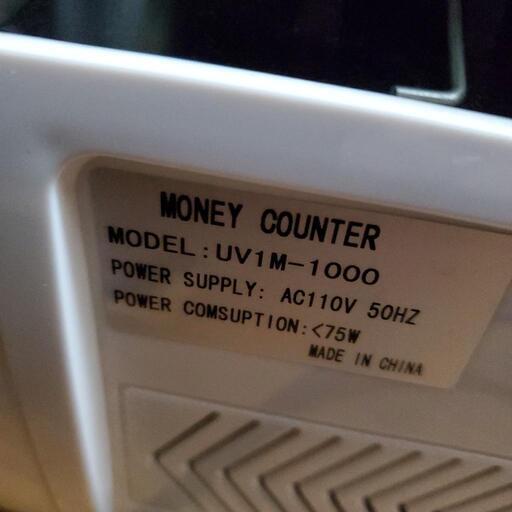 MONEY COUNTER
MODEL:UV1M-1000
POWER SUPPLY: AC110V 50HZ
POWER COMSUPTION:<75W
MADE IN CHINA